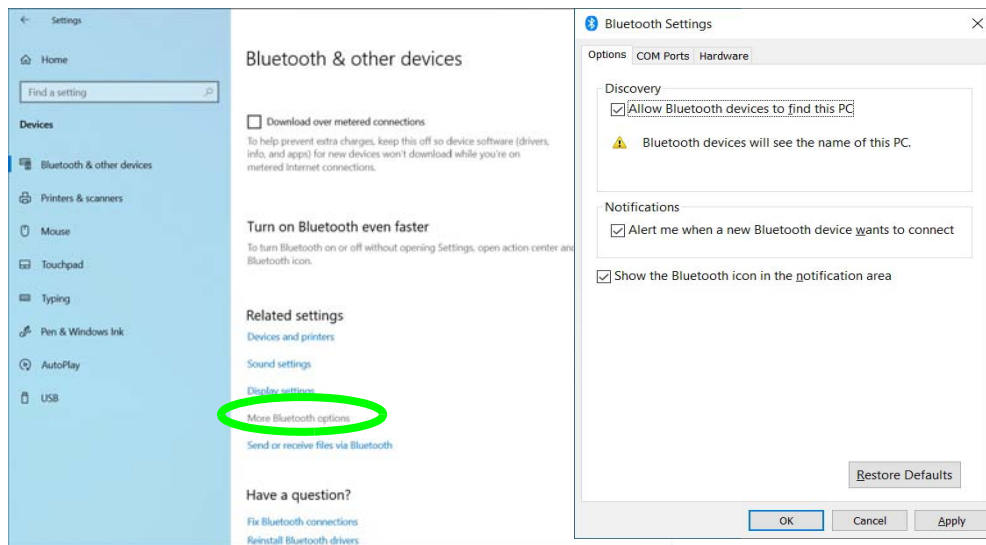 Settings
Home
Find a setting
Devices
Bluetooth & other devices
Printers & scanners
Mouse
Touchpad
Typing
Pen & Windows Ink
AutoPlay
USB
Bluetooth & other devices
Download over metered connections
To help prevent extra charges, keep this off so device software (drivers,
info, and apps) for new devices won't download while you're on
metered Internet connections.
Turn on Bluetooth even faster
To turn Bluetooth on or off without opening Settings, open action center and
Bluetooth icon.
Related settings
Devices and printers
Sound settings
Display settings
More Bluetooth options
Send or receive files via Bluetooth
Have a question?
Fix Bluetooth connections
Reinstall Bluetooth drivers
Bluetooth Settings
Options COM Ports Hardware
Discovery
Allow Bluetooth devices to find this PC
Bluetooth devices will see the name of this PC.
Notifications
Alert me when a new Bluetooth device wants to connect
Show the Bluetooth icon in the notification area
Restore Defaults
OK Cancel Apply